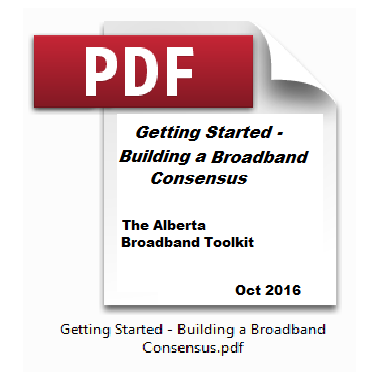 PDF
Getting Started -
Building a Broadband
Consensus
The Alberta
Broadband Toolkit
Oct 2016
Getting Started - Building a Broadband
Consensus.pdf